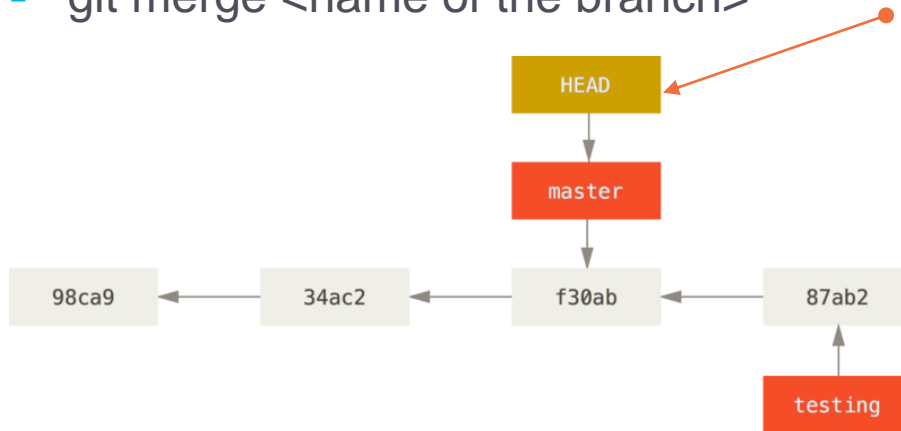 git merge <name of the branch>
HEAD
master
98ca9 34ac2 f30ab 87ab2
testing